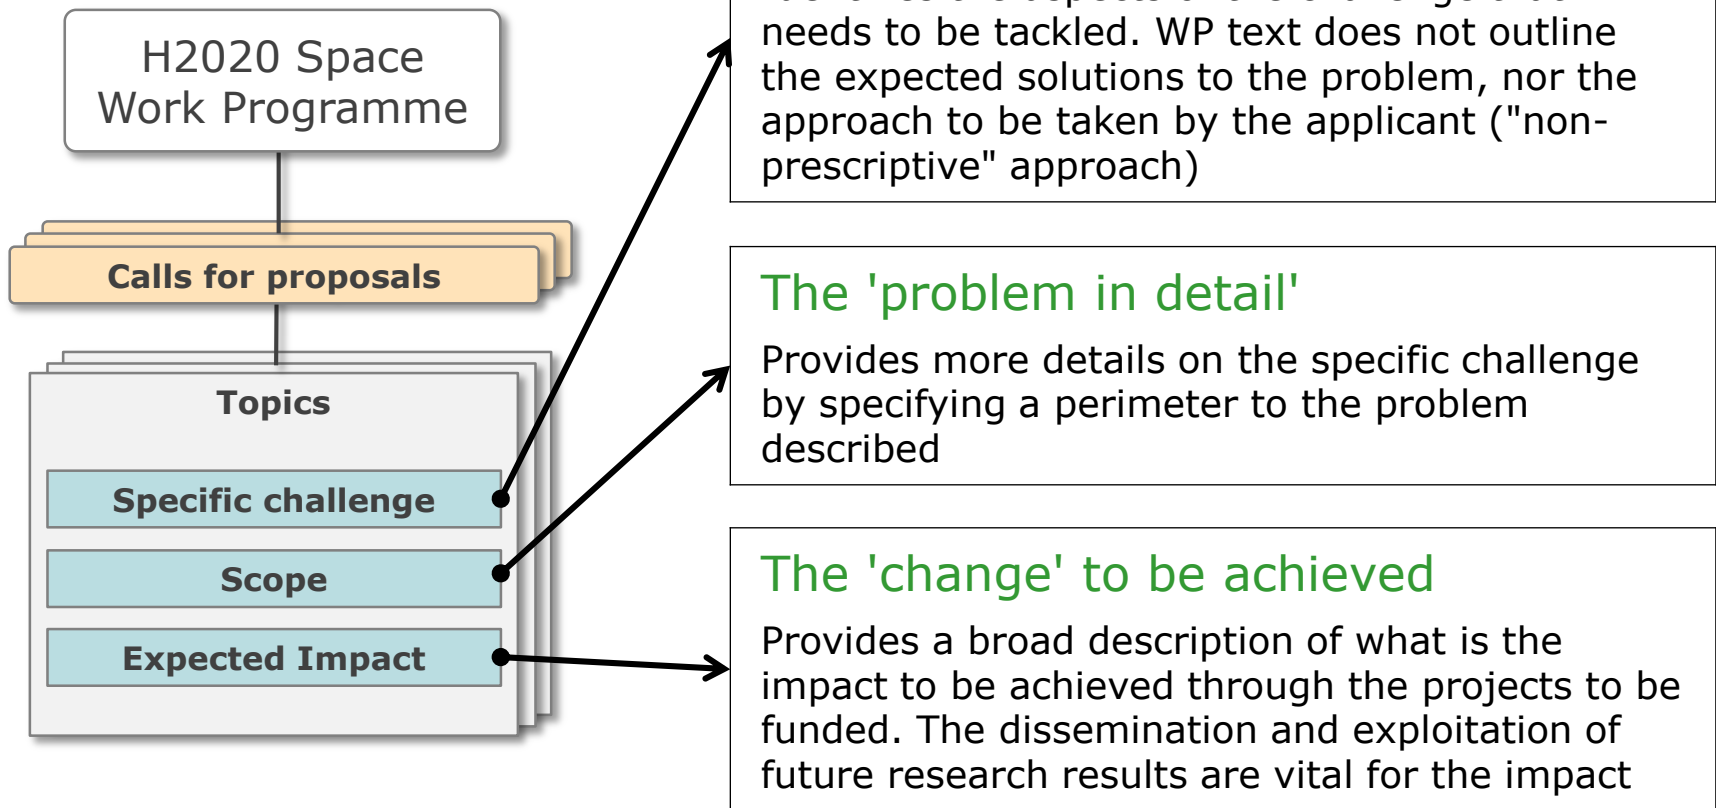 H2020 Space
Work Programme
Calls for proposals
Topics
Specific challenge
Scope
Expected Impact
needs to be tackled. WP text does not outline
the expected solutions to the problem, nor the
approach to be taken by the applicant ("non-
prescriptive" approach)
The 'problem in detail'
Provides more details on the specific challenge
by specifying a perimeter to the problem
described
The 'change' to be achieved
Provides a broad description of what is the
impact to be achieved through the projects to be
funded. The dissemination and exploitation of
future research results are vital for the impact